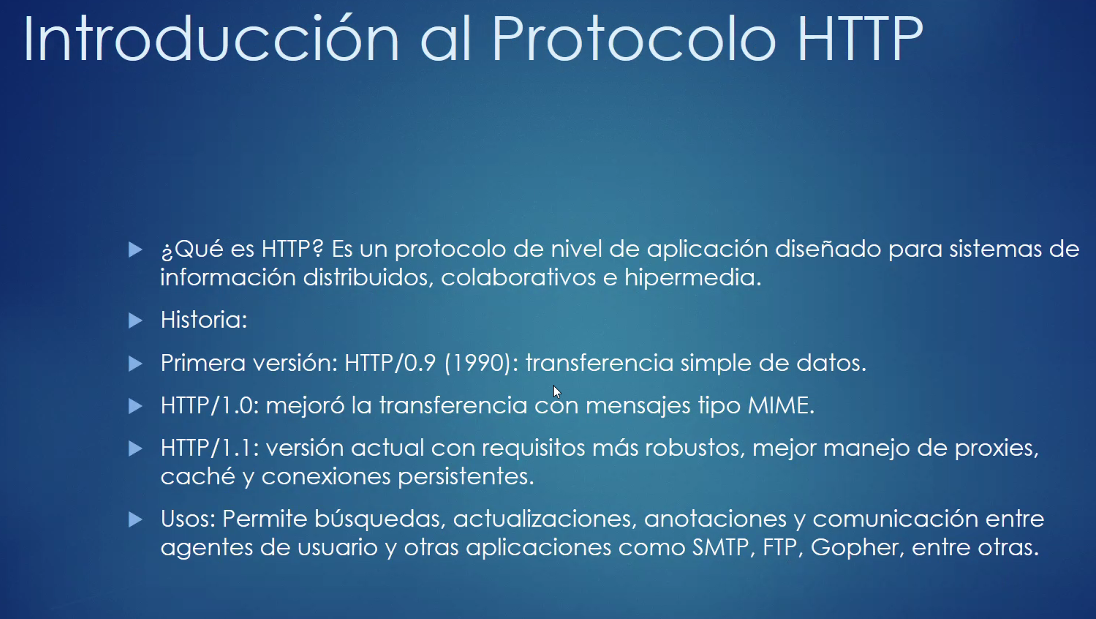 Introducción al Protocolo HTTP
¿Qué es HTTP? Es un protocolo de nivel de aplicación diseñado para sistemas de
información distribuidos, colaborativos e hipermedia.
Historia:
Primera versión: HTTP/0.9 (1990): transferencia simple de datos.
HTTP/1.0: mejoró la transferencia con mensajes tipo MIME.
HTTP/1.1: versión actual con requisitos más robustos, mejor manejo de proxies,
caché y conexiones persistentes.
Usos: Permite búsquedas, actualizaciones, anotaciones y comunicación entre
agentes de usuario y otras aplicaciones como SMTP, FTP, Gopher, entre otras.